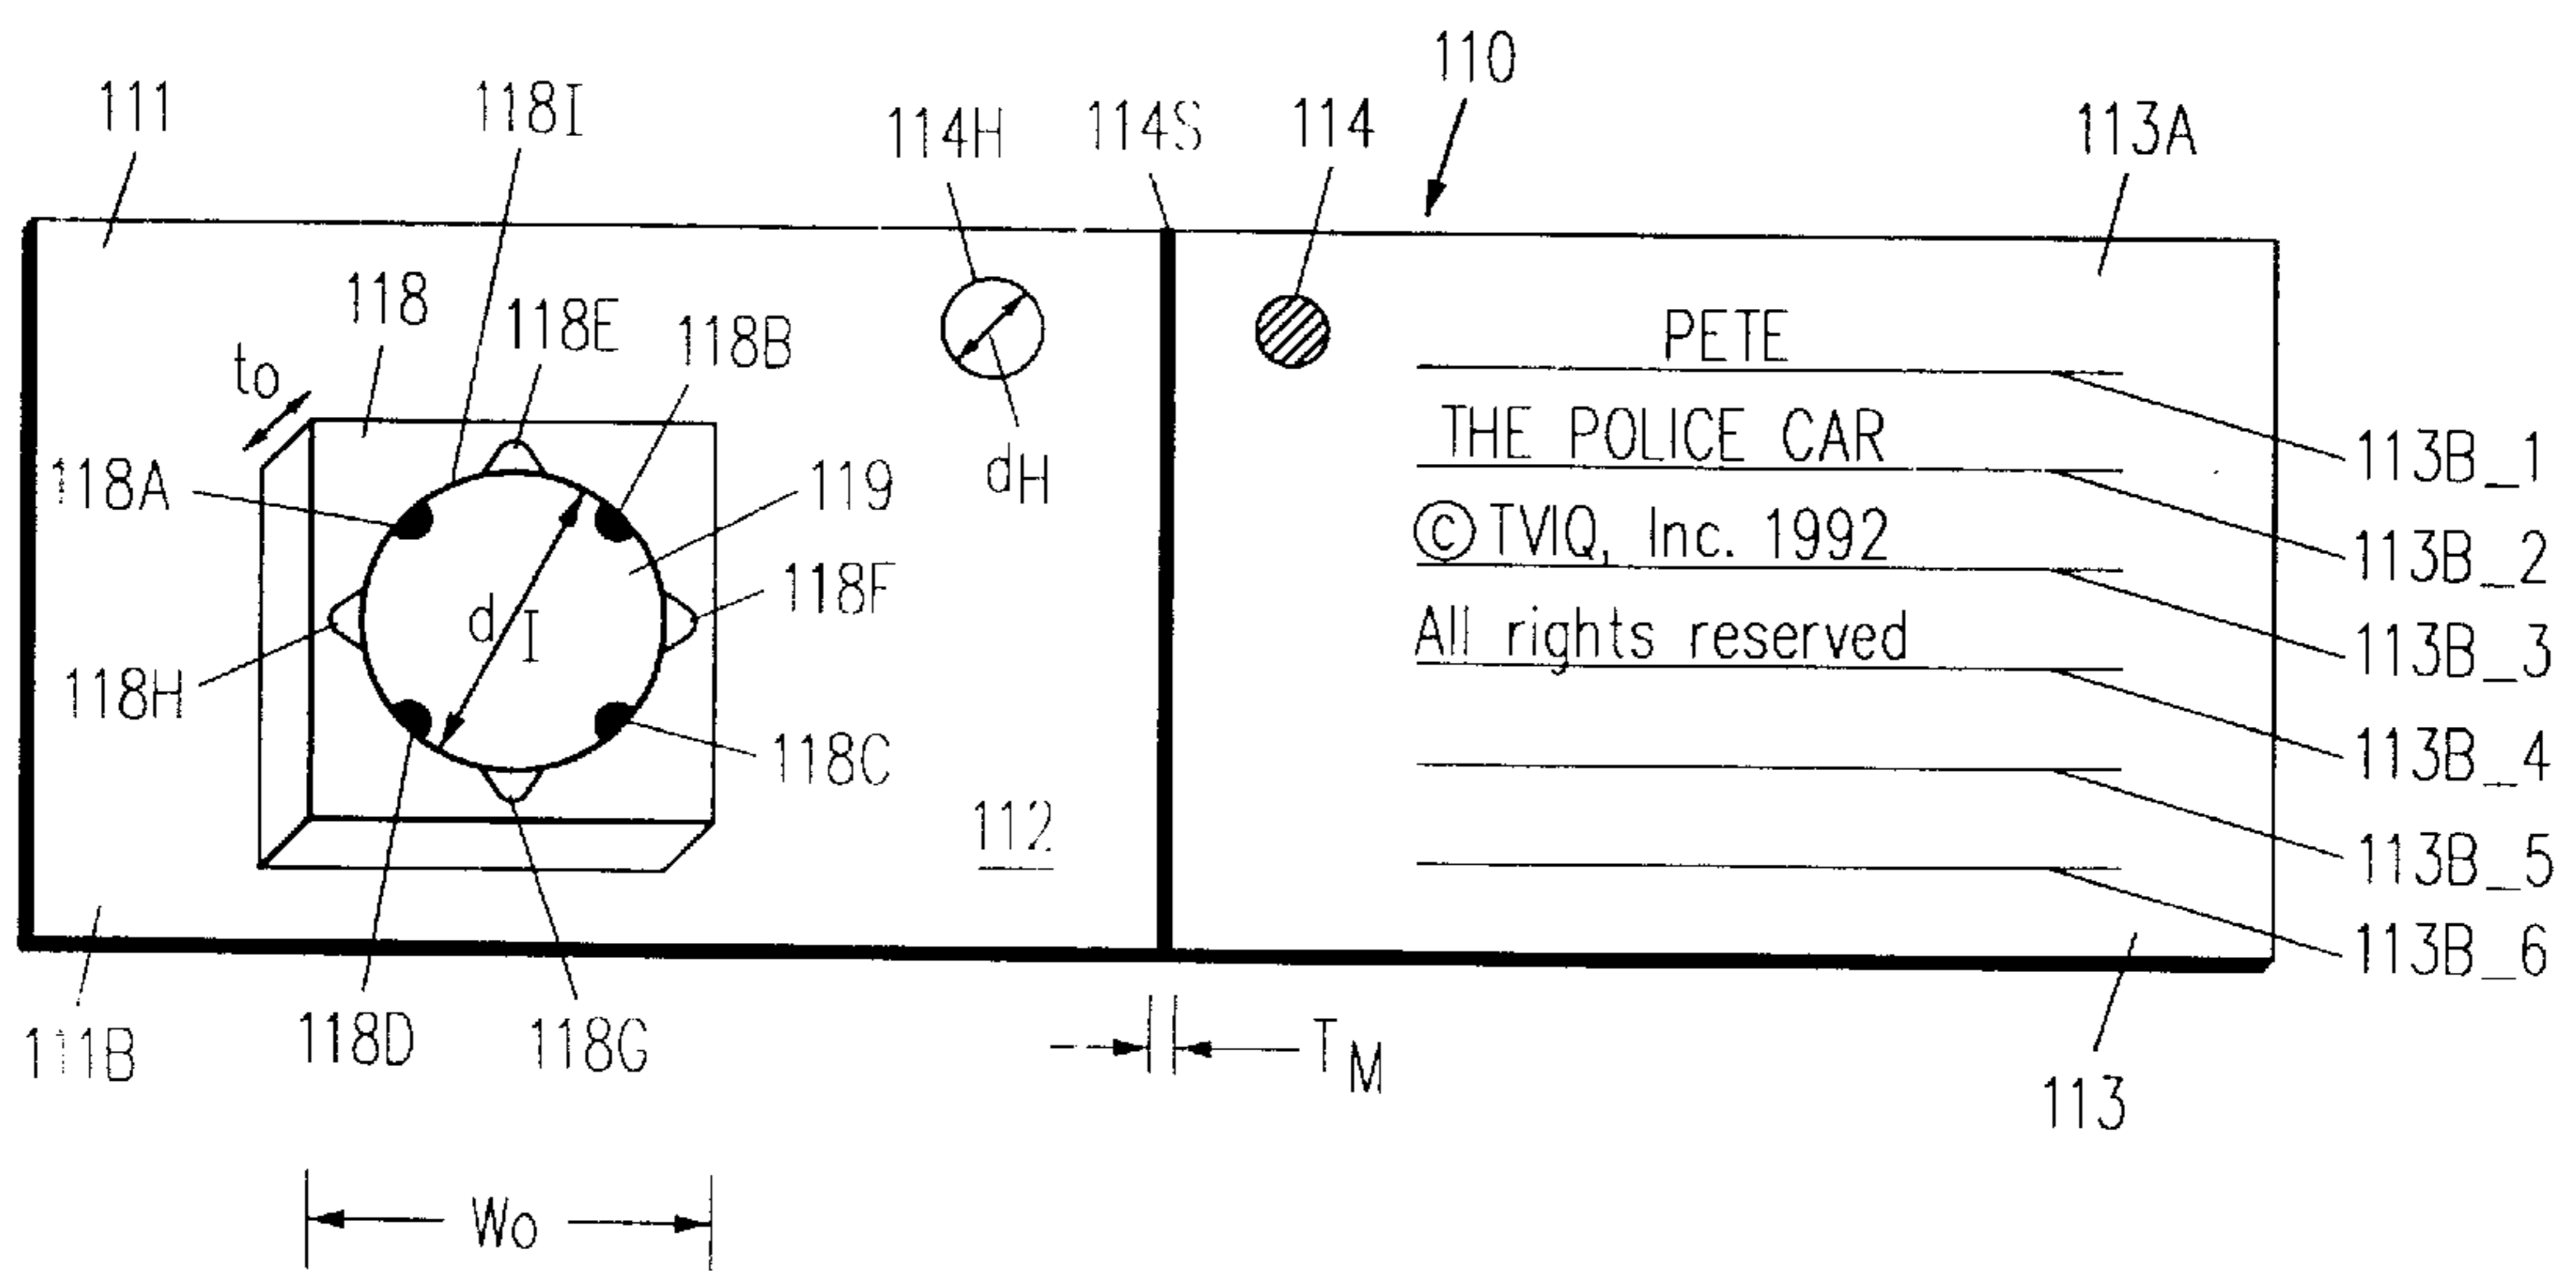 110
111
118I
114H
114S
114
113A
118
118E
118B
to
dH
PETE
113B_1
118A
119
THE POLICE CAR
113B_2
© TVIQ, Inc. 1992
118F
113B_3
dI
All rights reserved
118H
113B_4
118C
112
113B_5
113B_6
111B
118D
118G
TM
113
Wo